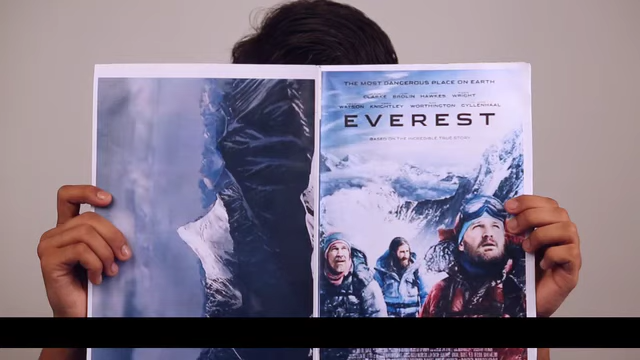 THE MOST DANGEROUS PLACE ON EARTH
CLARKE BROLIN HAWKES WRIGHT
WATSON KNIGHTLEY WORTHINGTON GYLLENHAAL
EVEREST
BASED ON THE INCREDIBLE TRUE STORY